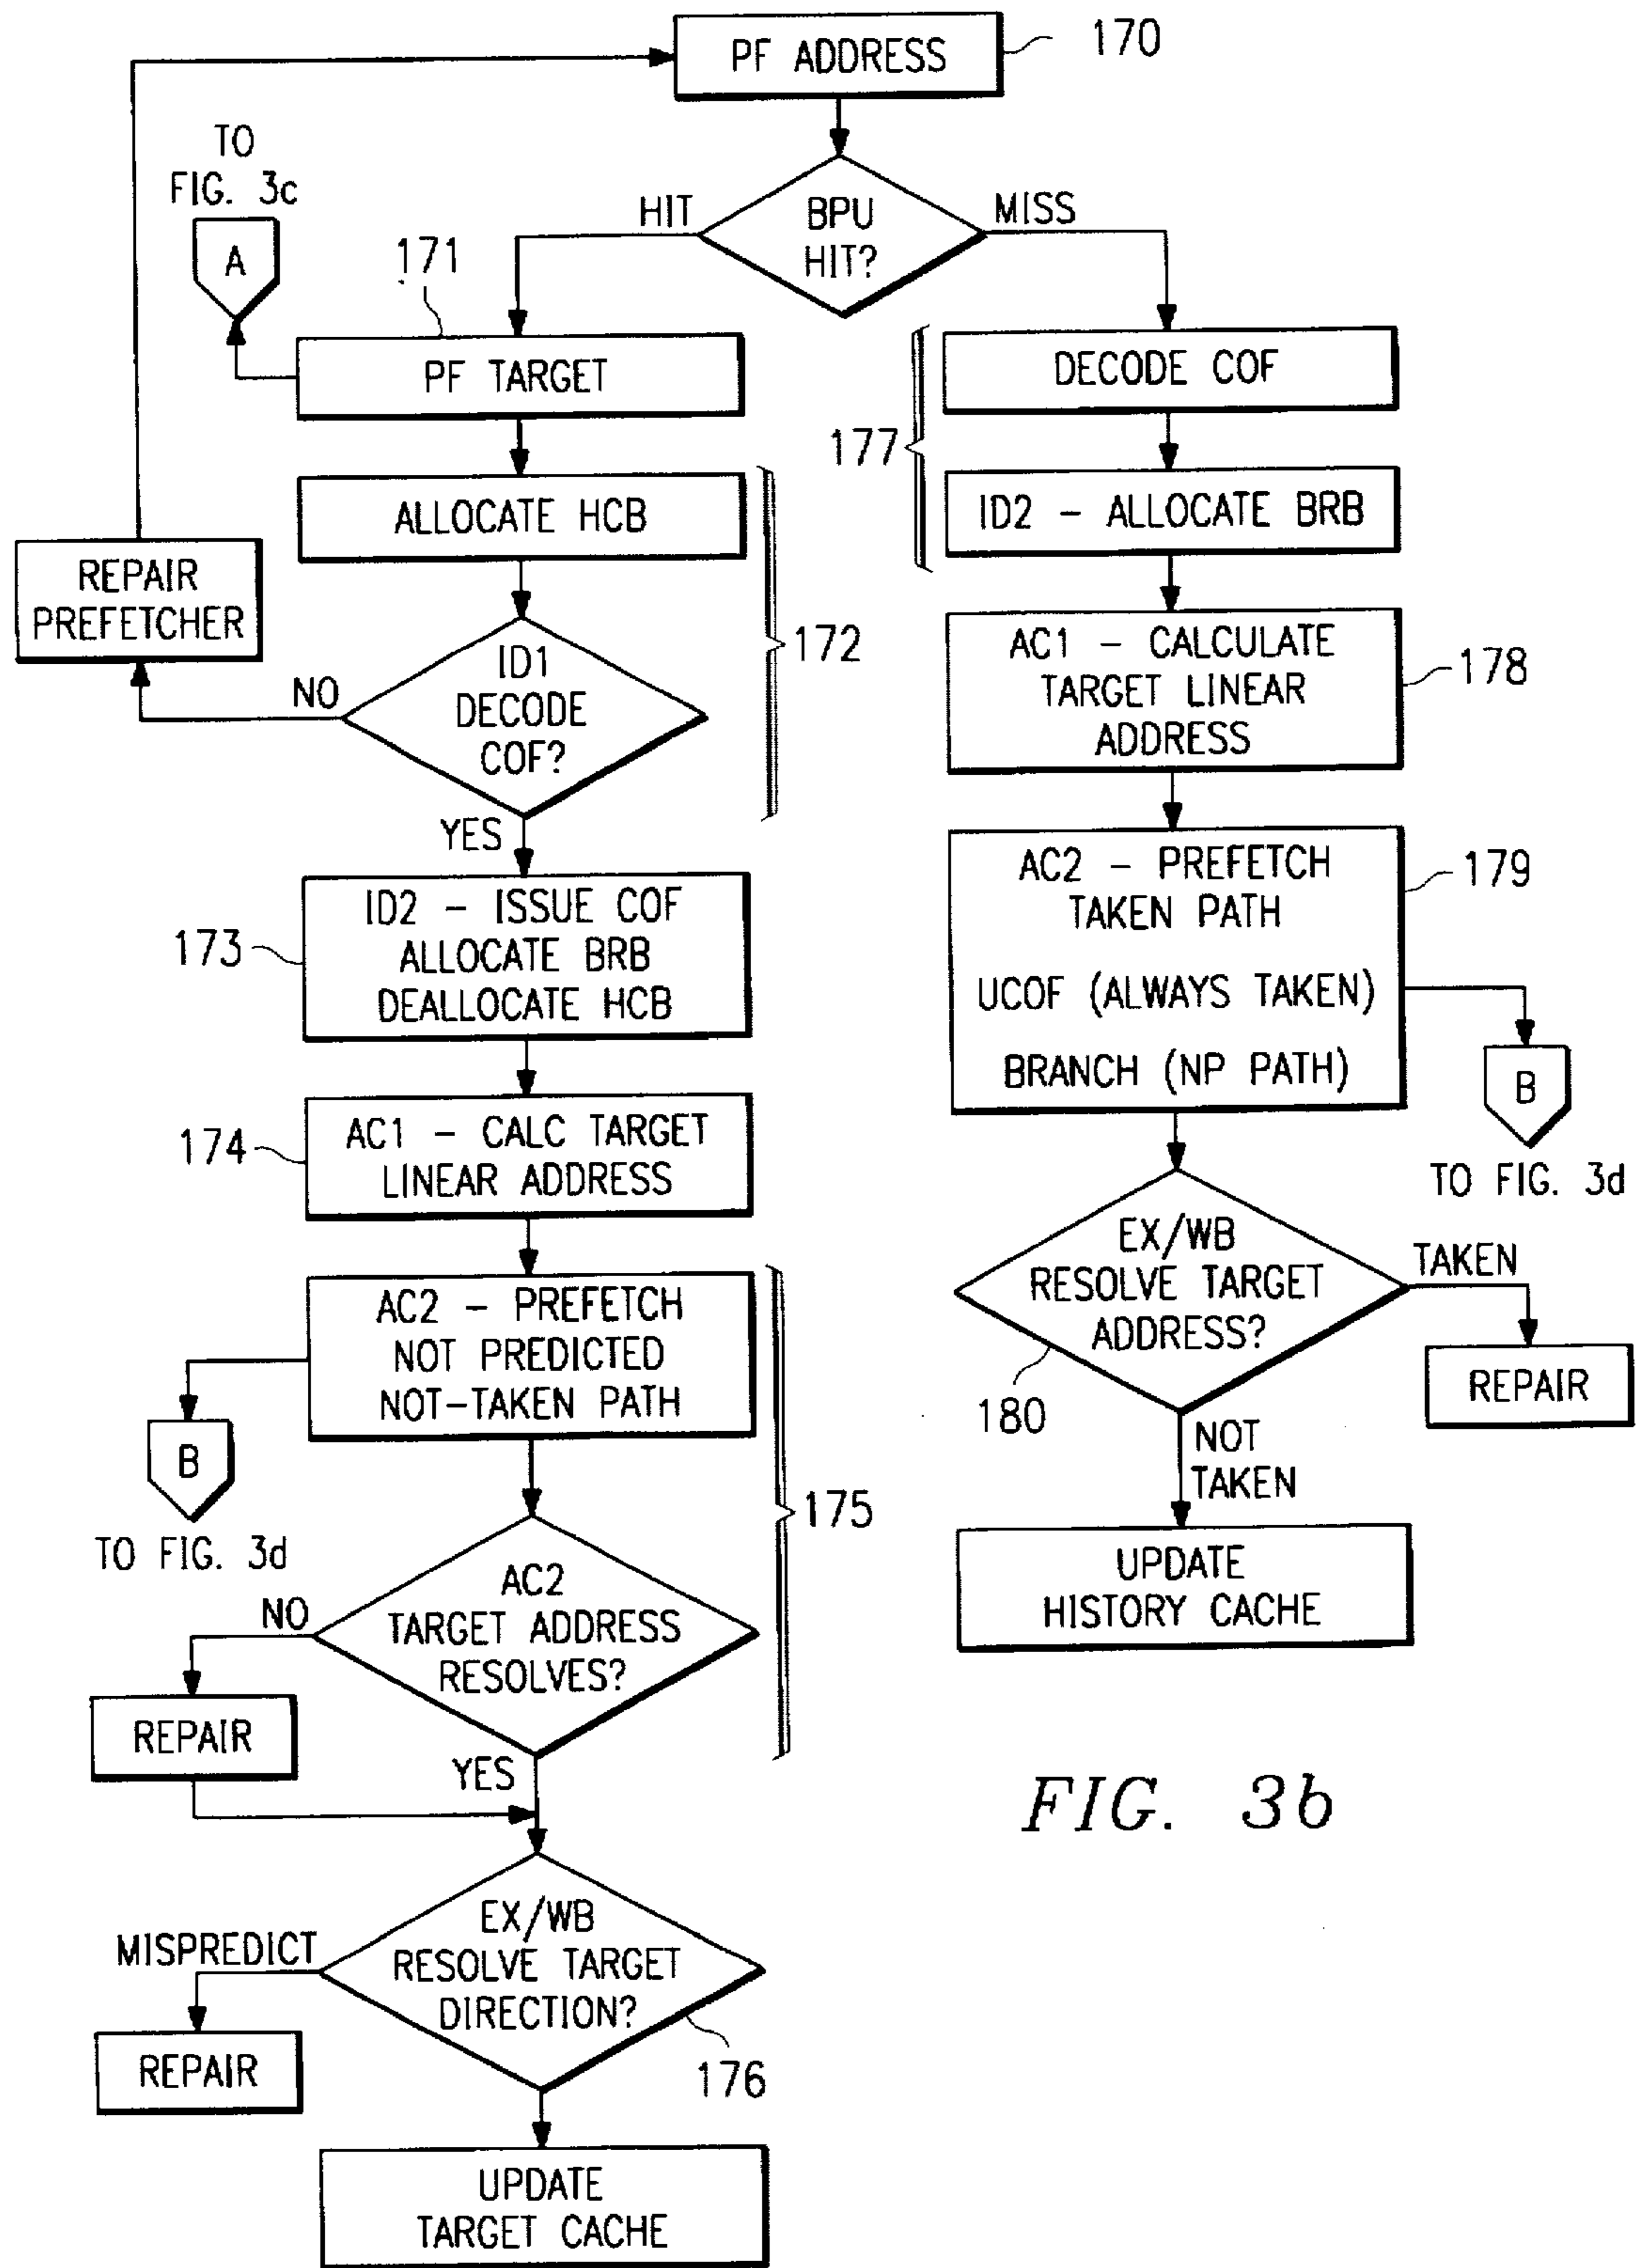 PF ADDRESS
170
TO
FIG. 3c
A
HIT
BPU
HIT?
MISS
171
PF TARGET
ALLOCATE HCB
172
REPAIR
PREFETCHER
NO
ID1
DECODE
COF?
YES
173
ID2 – ISSUE COF
ALLOCATE BRB
DEALLOCATE HCB
174
AC1 – CALC TARGET
LINEAR ADDRESS
AC2 – PREFETCH
NOT PREDICTED
NOT–TAKEN PATH
B
TO FIG. 3d
175
AC2
TARGET ADDRESS
RESOLVES?
NO
REPAIR
YES
EX/WB
RESOLVE TARGET
DIRECTION?
MISPREDICT
REPAIR
176
UPDATE
TARGET CACHE
177
DECODE COF
ID2 – ALLOCATE BRB
AC1 – CALCULATE
TARGET LINEAR
ADDRESS
178
AC2 – PREFETCH
TAKEN PATH
UCOF (ALWAYS TAKEN)
BRANCH (NP PATH)
179
B
TO FIG. 3d
EX/WB
RESOLVE TARGET
ADDRESS?
TAKEN
REPAIR
180
NOT
TAKEN
UPDATE
HISTORY CACHE
FIG. 3b